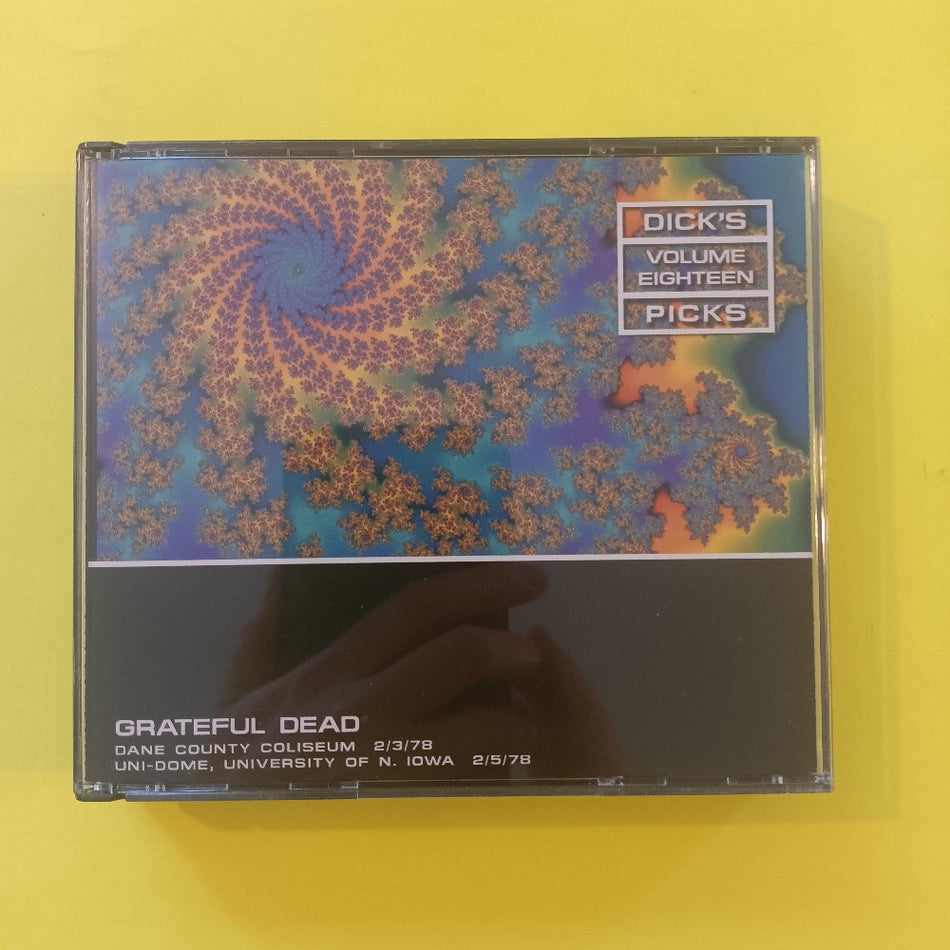 DICK'S
VOLUME
EIGHTEEN
PICKS
GRATEFUL DEAD
DANE COUNTY COLISEUM 2/3/78
UNI-DOME, UNIVERSITY OF N. IOWA 2/5/78